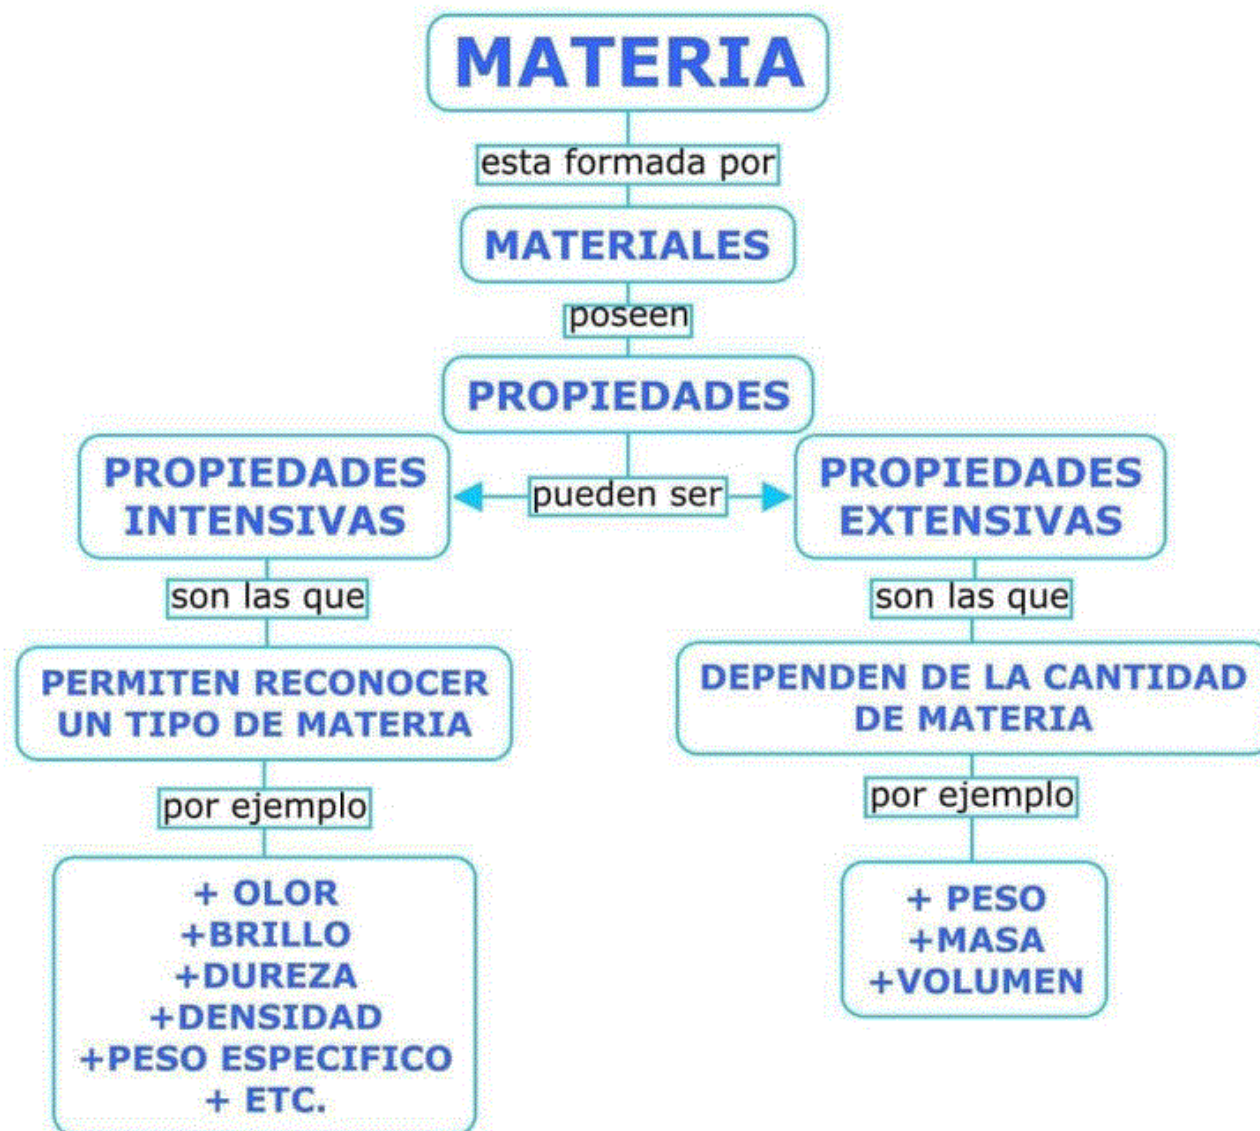 MATERIA
esta formada por
MATERIALES
poseen
PROPIEDADES
pueden ser
PROPIEDADES
INTENSIVAS
son las que
PERMITEN RECONOCER
UN TIPO DE MATERIA
por ejemplo
+ OLOR
+BRILLO
+DUREZA
+DENSIDAD
+PESO ESPECIFICO
+ ETC.
PROPIEDADES
EXTENSIVAS
son las que
DEPENDEN DE LA CANTIDAD
DE MATERIA
por ejemplo
+ PESO
+MASA
+VOLUMEN